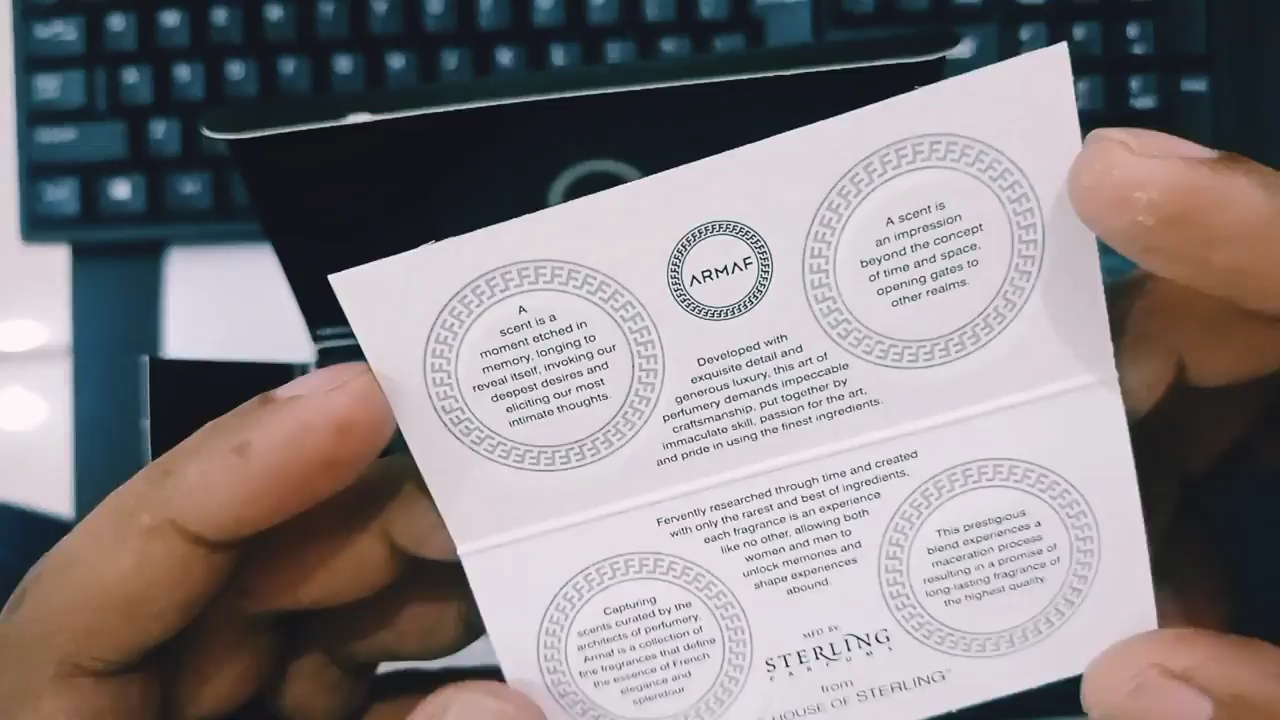 A
scent is a
moment etched in
memory, longing to
reveal itself, invoking our
deepest desires and
eliciting our most
intimate thoughts.
ARMAF
A scent is
an impression
beyond the concept
of time and space,
opening gates to
other realms.
Developed with
exquisite detail and
generous luxury, this art of
perfumery demands impeccable
craftsmanship, put together by
immaculate skill, passion for the art,
and pride in using the finest ingredients.
Fervently researched through time and created
with only the rarest and best of ingredients,
each fragrance is an experience
like no other, allowing both
women and men to
unlock memories and
shape experiences
abound.
Capturing
scents curated by the
architects of perfumery,
Armaf is a collection of
fine fragrances that define
the essence of French
elegance and
splendour
This prestigious
blend experiences a
maceration process
resulting in a promise of
long-lasting fragrance of
the highest quality.
MFD BY:
STERLING
PARFUMS
from
HOUSE OF STERLING™